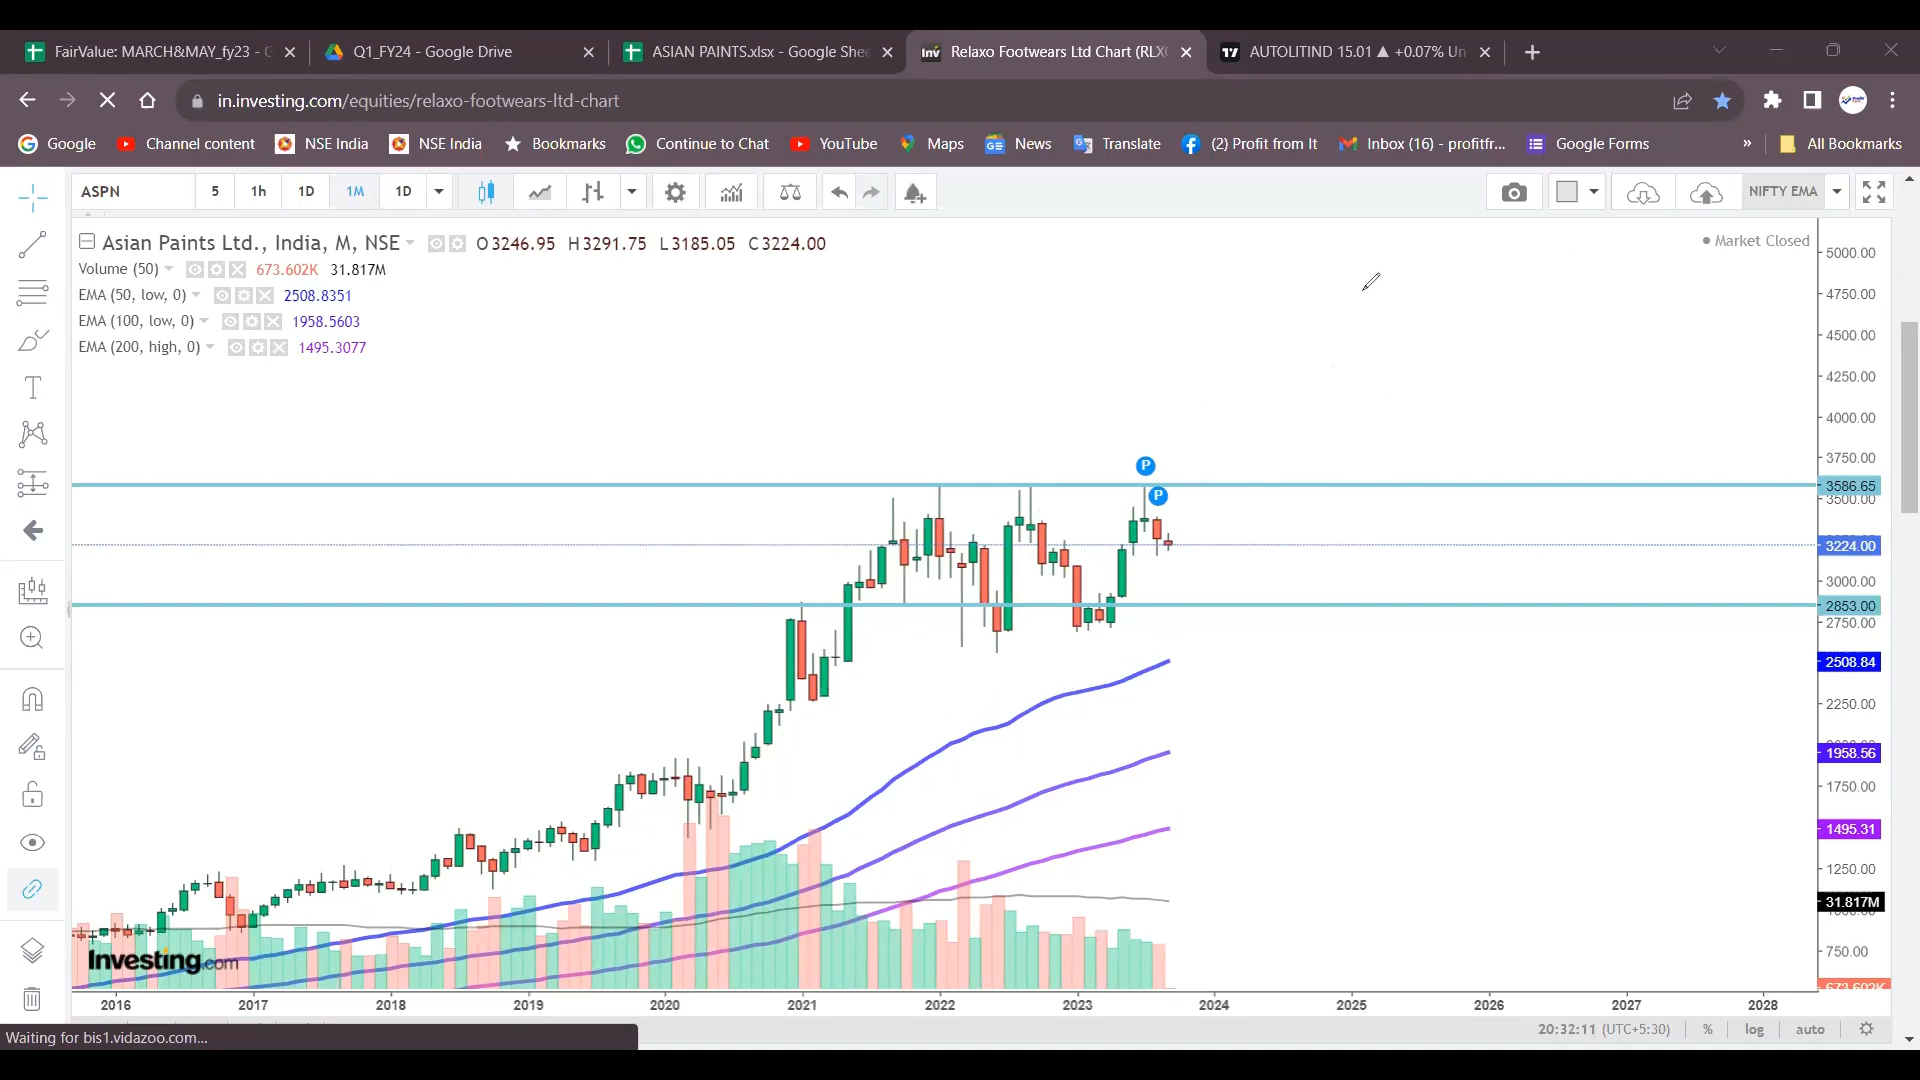 FairValue: MARCH&MAY_fy23 - G
Q1_FY24 - Google Drive
ASIAN PAINTS.xlsx - Google Shee
Relaxo Footwears Ltd Chart (RLXO
AUTOLITIND 15.01 ▲ +0.07% Un
in.investing.com/equities/relaxo-footwears-ltd-chart
Google
Channel content
NSE India
NSE India
Bookmarks
Continue to Chat
YouTube
Maps
News
Translate
(2) Profit from It
Inbox (16) - profitfr...
Google Forms
»
All Bookmarks
ASPN
5
1h
1D
1M
1D
NIFTY EMA
Asian Paints Ltd., India, M, NSE
O 3246.95 H 3291.75 L 3185.05 C 3224.00
Market Closed
Volume (50) 673.602K 31.817M
EMA (50, low, 0) 2508.8351
EMA (100, low, 0) 1958.5603
EMA (200, high, 0) 1495.3077
5000.00
4750.00
4500.00
4250.00
4000.00
3750.00
P
3586.65
P
3500.00
3224.00
3000.00
2853.00
2750.00
2508.84
2250.00
1958.56
1750.00
1495.31
1250.00
31.817M
750.00
Investing.com
673.602K
2016 2017 2018 2019 2020 2021 2022 2023 2024 2025 2026 2027 2028
Waiting for bis1.vidazoo.com...
20:32:11 (UTC+5:30)
%
log
auto